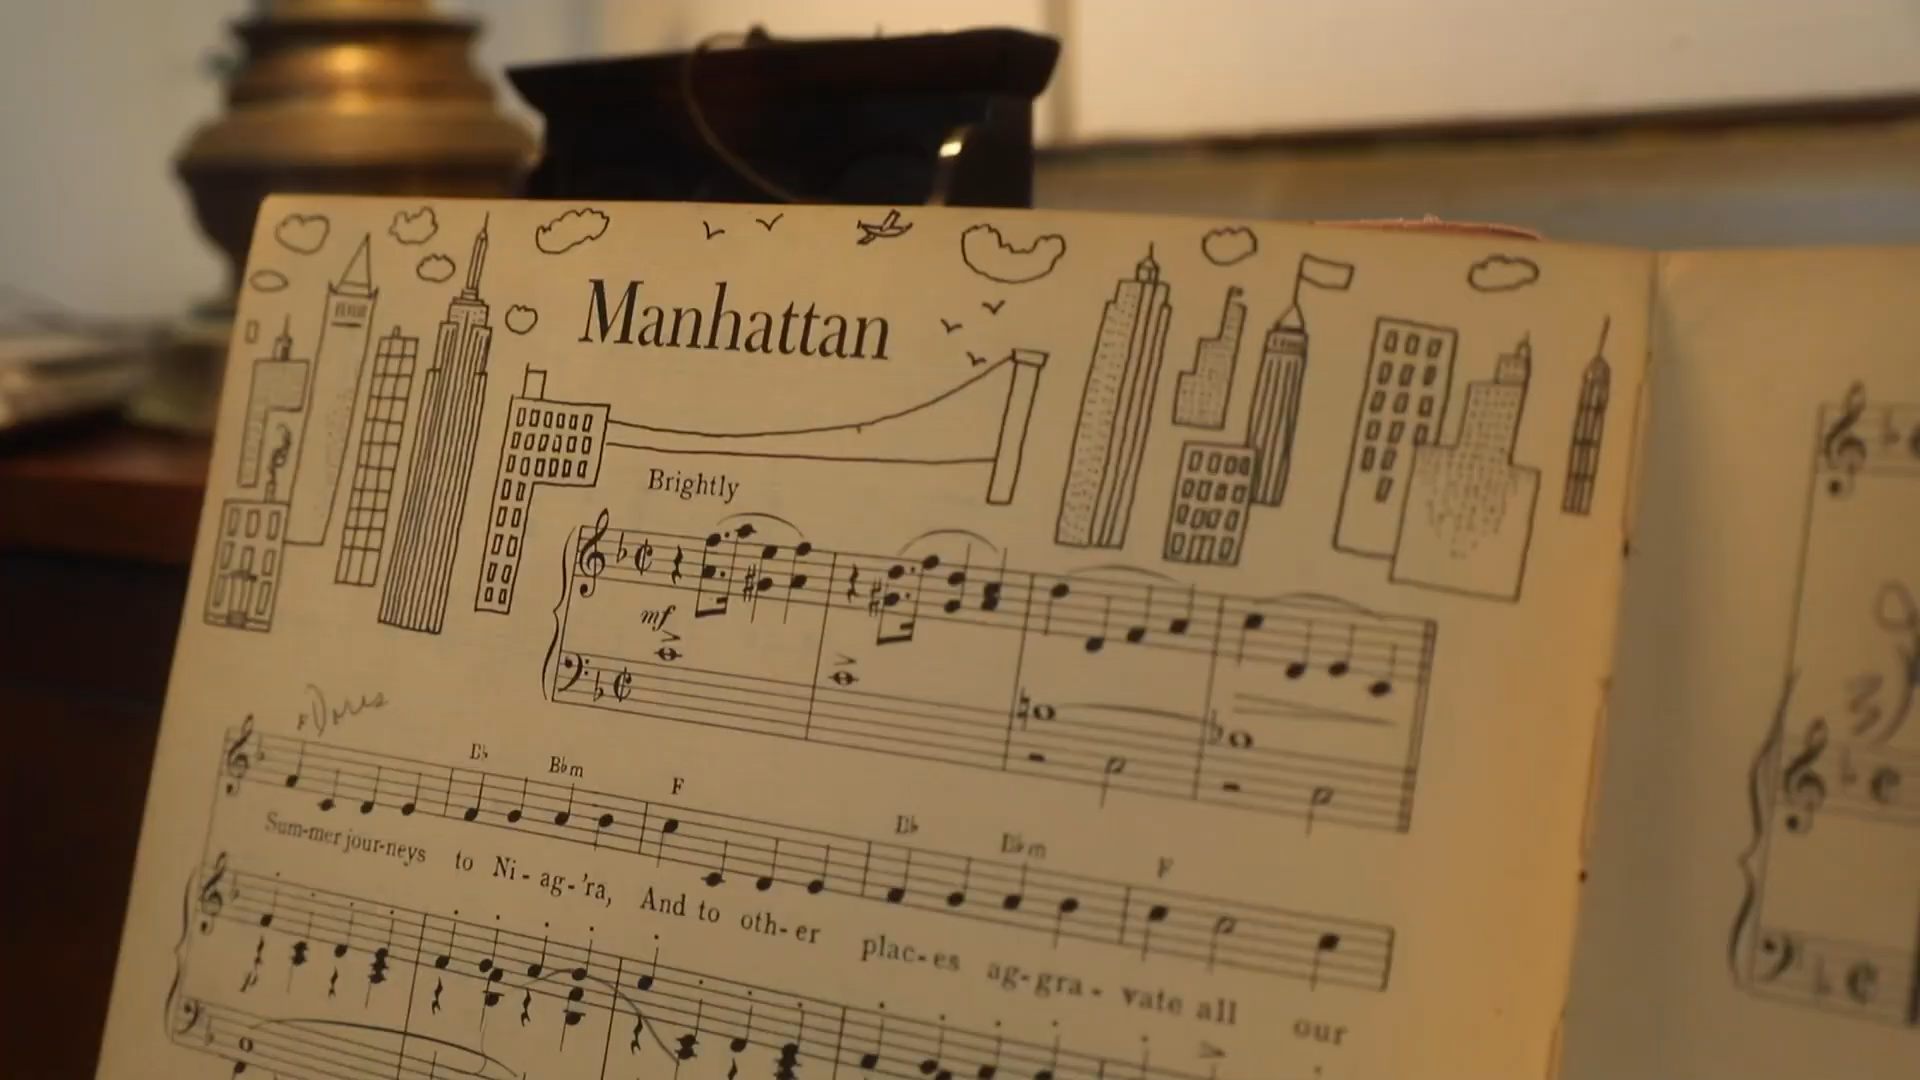 Manhattan
Brightly
mf
Doris
F
B♭
B♭m
F
B♭
B♭m
F
Sum-mer jour-neys to Ni-ag-'ra, And to oth-er plac-es ag-gra-vate all our
p